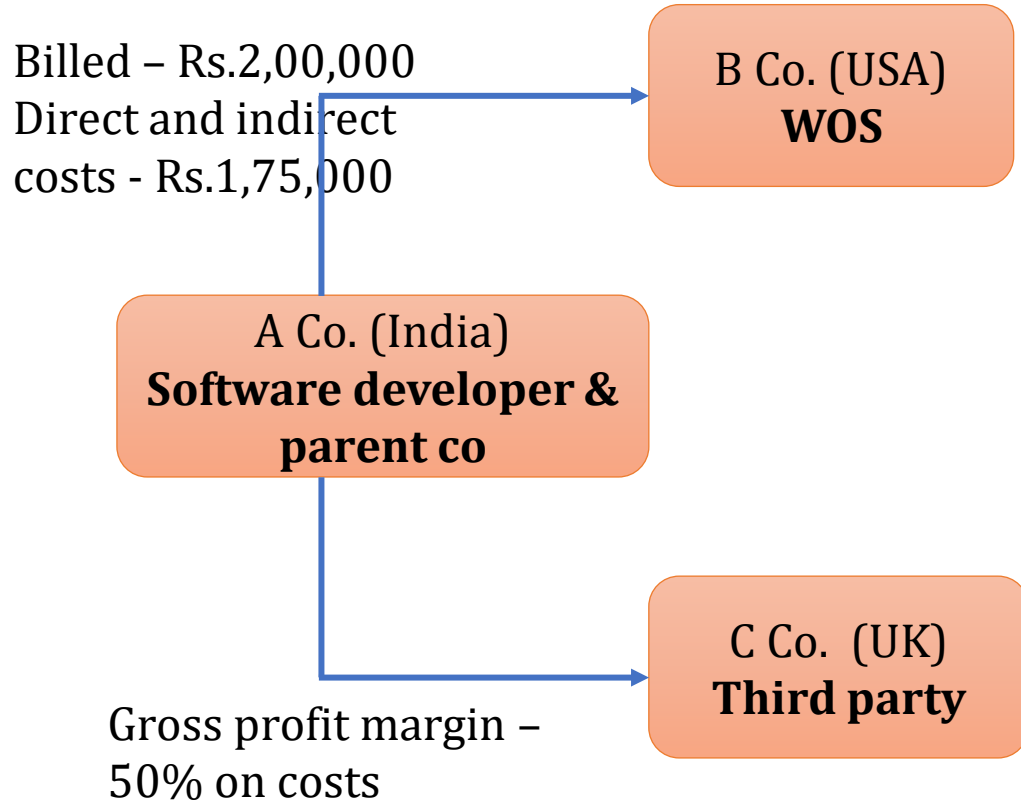 Billed – Rs.2,00,000
Direct and indirect
costs - Rs.1,75,000
B Co. (USA)
WOS
A Co. (India)
Software developer &
parent co
C Co. (UK)
Third party
Gross profit margin –
50% on costs